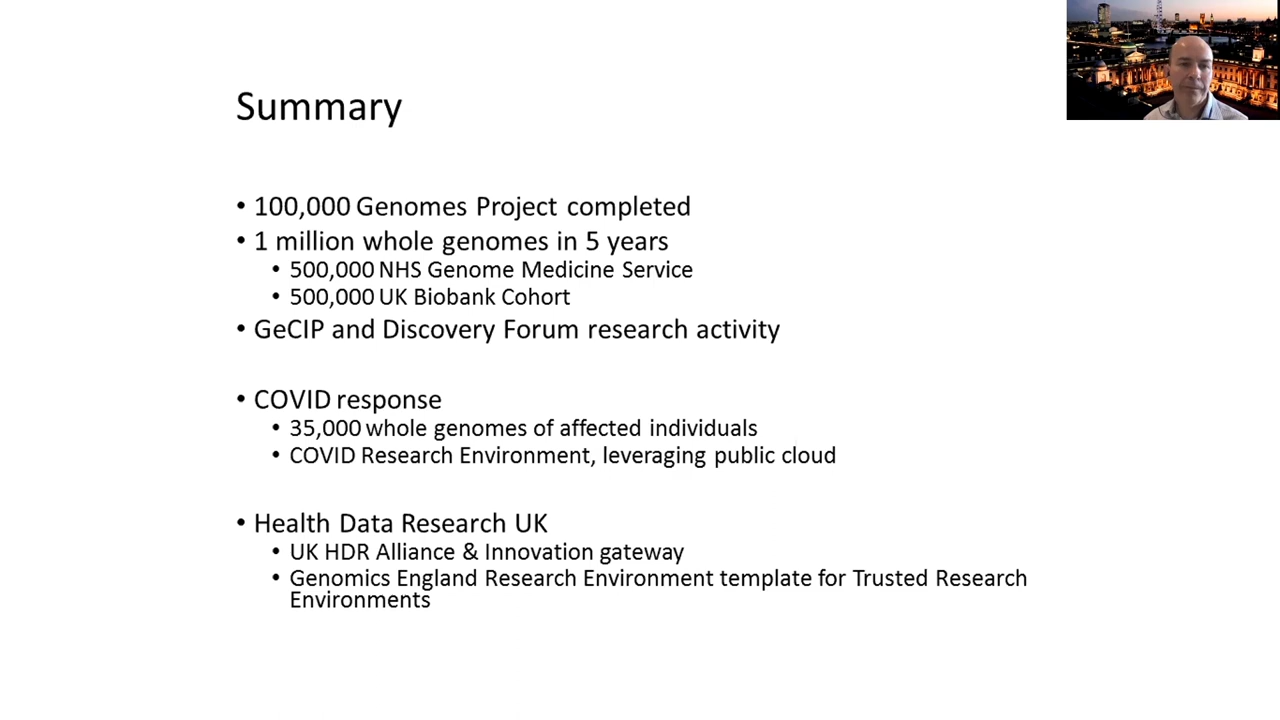 Summary
• 100,000 Genomes Project completed
• 1 million whole genomes in 5 years
• 500,000 NHS Genome Medicine Service
• 500,000 UK Biobank Cohort
• GeCIP and Discovery Forum research activity
• COVID response
• 35,000 whole genomes of affected individuals
• COVID Research Environment, leveraging public cloud
• Health Data Research UK
• UK HDR Alliance & Innovation gateway
• Genomics England Research Environment template for Trusted Research
Environments